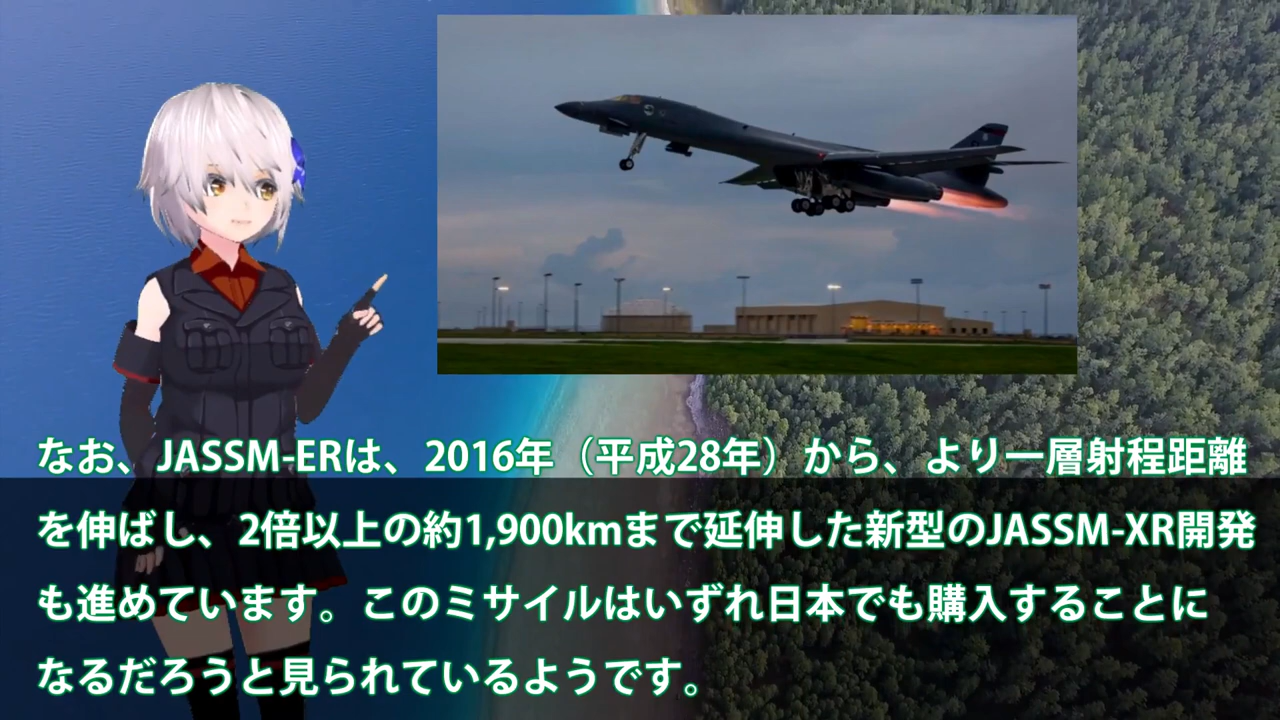 なお、JASSM-ERは、2016年（平成28年）から、より一層射程距離
を伸ばし、2倍以上の約1,900kmまで延伸した新型のJASSM-XR開発
も進めています。このミサイルはいずれ日本でも購入することに
なるだろうと見られているようです。